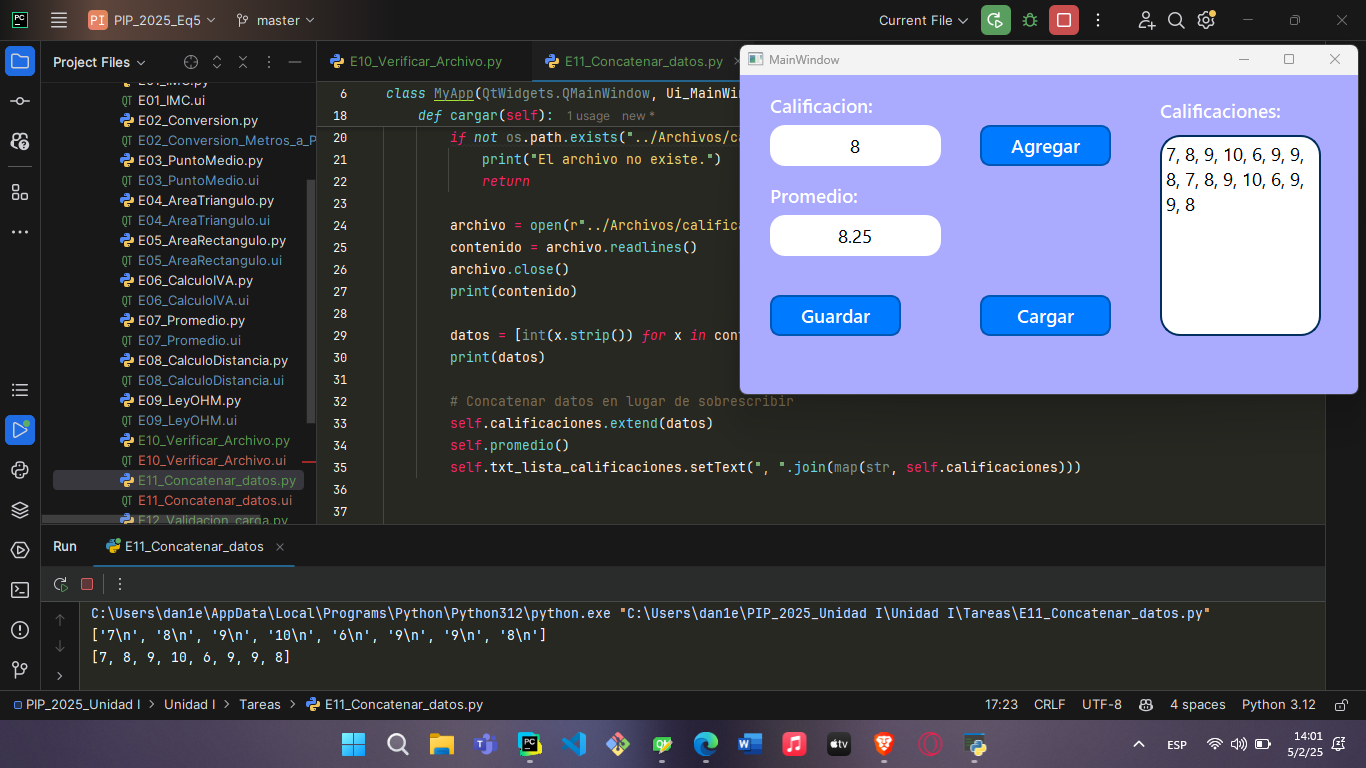 PC
PI PIP_2025_Eq5
master
Current File
Project Files
E01_IMC.py
E01_IMC.ui
E02_Conversion.py
E02_Conversion_Metros_a_P
E03_PuntoMedio.py
E03_PuntoMedio.ui
E04_AreaTriangulo.py
E04_AreaTriangulo.ui
E05_AreaRectangulo.py
E05_AreaRectangulo.ui
E06_CalculoIVA.py
E06_CalculoIVA.ui
E07_Promedio.py
E07_Promedio.ui
E08_CalculoDistancia.py
E08_CalculoDistancia.ui
E09_LeyOHM.py
E09_LeyOHM.ui
E10_Verificar_Archivo.py
E10_Verificar_Archivo.ui
E11_Concatenar_datos.py
E11_Concatenar_datos.ui
E12_Validacion_carga.py
E10_Verificar_Archivo.py
E11_Concatenar_datos.py
6 class MyApp(QtWidgets.QMainWindow, Ui_MainWin
18 def cargar(self): 1 usage new *
20 if not os.path.exists("../Archivos/ca
21 print("El archivo no existe.")
22 return
23
24 archivo = open(r"../Archivos/califica
25 contenido = archivo.readlines()
26 archivo.close()
27 print(contenido)
28
29 datos = [int(x.strip()) for x in cont
30 print(datos)
31
32 # Concatenar datos en lugar de sobrescribir
33 self.calificaciones.extend(datos)
34 self.promedio()
35 self.txt_lista_calificaciones.setText(", ".join(map(str, self.calificaciones)))
36
37
MainWindow
Calificacion:
8
Agregar
Promedio:
8.25
Guardar
Cargar
Calificaciones:
7, 8, 9, 10, 6, 9, 9,
8, 7, 8, 9, 10, 6, 9,
9, 8
Run
E11_Concatenar_datos
C:\Users\dan1e\AppData\Local\Programs\Python\Python312\python.exe "C:\Users\dan1e\PIP_2025_Unidad I\Unidad I\Tareas\E11_Concatenar_datos.py"
['7\n', '8\n', '9\n', '10\n', '6\n', '9\n', '9\n', '8\n']
[7, 8, 9, 10, 6, 9, 9, 8]
PIP_2025_Unidad I > Unidad I > Tareas > E11_Concatenar_datos.py
17:23 CRLF UTF-8 4 spaces Python 3.12
ESP
14:01
5/2/25